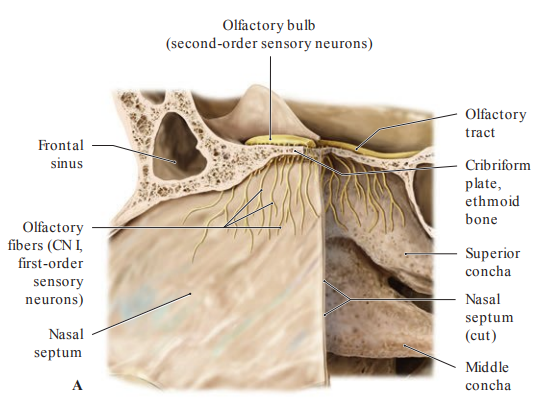 Olfactory bulb
(second-order sensory neurons)
Frontal
sinus
Olfactory
fibers (CN I,
first-order
sensory
neurons)
Nasal
septum
A
Olfactory
tract
Cribriform
plate,
ethmoid
bone
Superior
concha
Nasal
septum
(cut)
Middle
concha